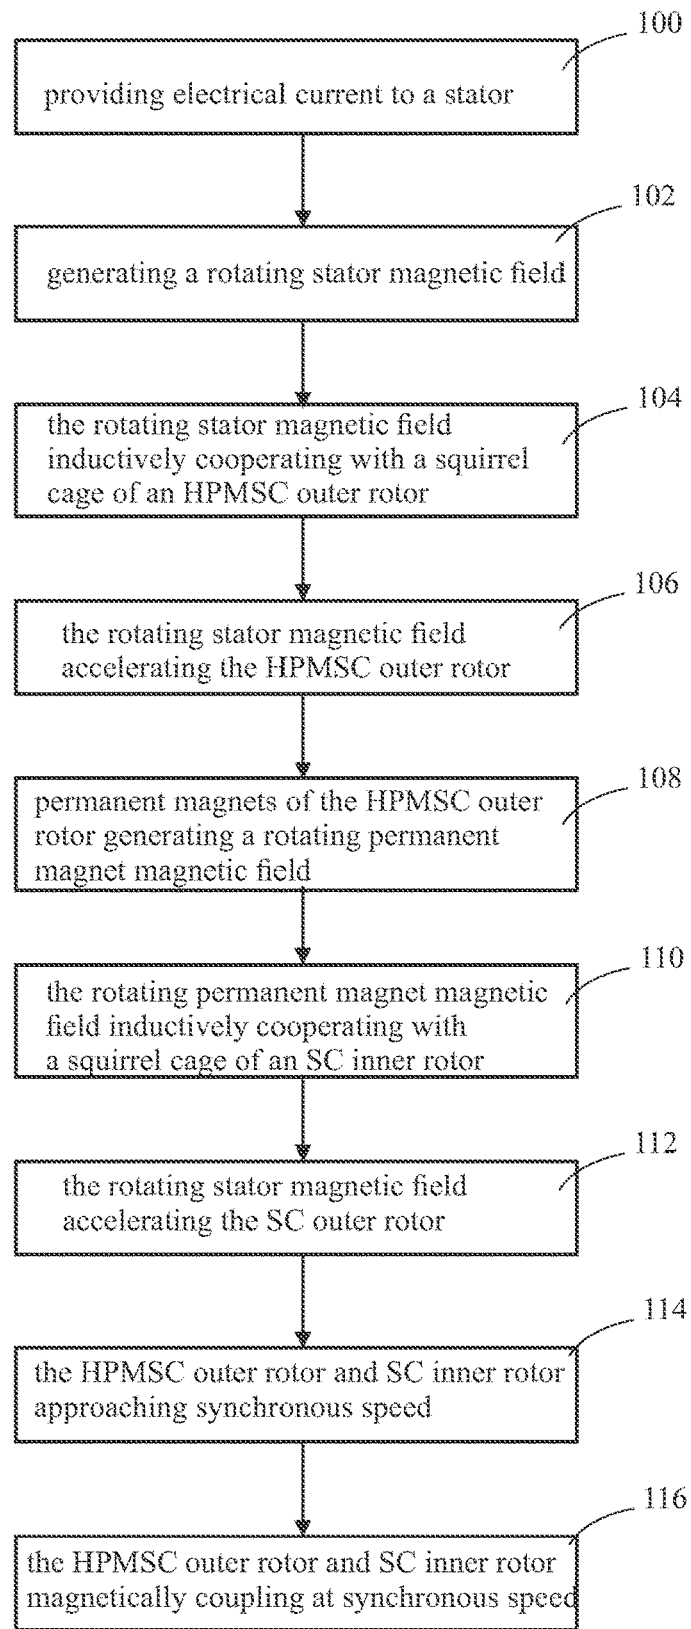 100
providing electrical current to a stator
102
generating a rotating stator magnetic field
104
the rotating stator magnetic field
inductively cooperating with a squirrel
cage of an HPMSC outer rotor
106
the rotating stator magnetic field
accelerating the HPMSC outer rotor
108
permanent magnets of the HPMSC outer
rotor generating a rotating permanent
magnet magnetic field
110
the rotating permanent magnet magnetic
field inductively cooperating with
a squirrel cage of an SC inner rotor
112
the rotating stator magnetic field
accelerating the SC outer rotor
114
the HPMSC outer rotor and SC inner rotor
approaching synchronous speed
116
the HPMSC outer rotor and SC inner rotor
magnetically coupling at synchronous speed